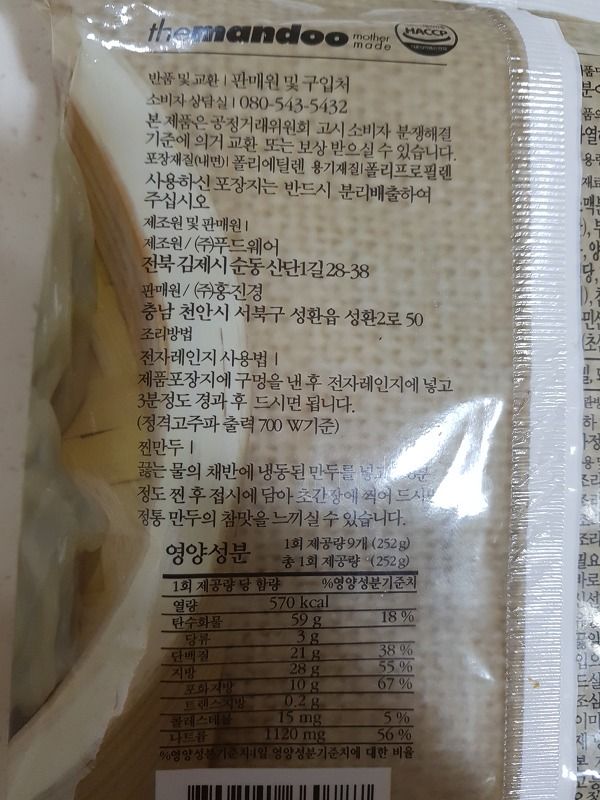 themandoo mother made
HACCP
반품 및 교환 | 판매원 및 구입처
소비자 상담실 | 080-543-5432
본 제품은 공정거래위원회 고시 소비자 분쟁해결
기준에 의거 교환 또는 보상 받으실 수 있습니다.
포장재질(내면)| 폴리에틸렌 용기재질| 폴리프로필렌
사용하신 포장지는 반드시 분리배출하여
주십시오
제조원 및 판매원 |
제조원/ (주)푸드웨어
전북 김제시 순동 산단1길 28-38
판매원/ (주)홍진경
충남 천안시 서북구 성환읍 성환2로 50
조리방법
전자레인지 사용법 |
제품포장지에 구멍을 낸 후 전자레인지에 넣고
3분정도 경과 후 드시면 됩니다.
(정격고주파 출력 700 W기준)
찐만두 |
끓는 물의 채반에 냉동된 만두를
정도 찐 후 접시에 담아 초간장에 찍어
정통 만두의 참맛을 느끼실 수 있습니다.
영양성분 1회 제공량 9개 (252 g)
총 1회 제공량 (252 g)
1회 제공량 당 함량 %영양성분기준치
열량 570 kcal
탄수화물 59 g 18 %
당류 3 g
단백질 21 g 38 %
지방 28 g 55 %
포화지방 10 g 67 %
트랜스지방 0.2 g
콜레스테롤 15 mg 5 %
나트륨 1120 mg 56 %
%영양성분기준치:1일 영양성분기준치에 대한 비율